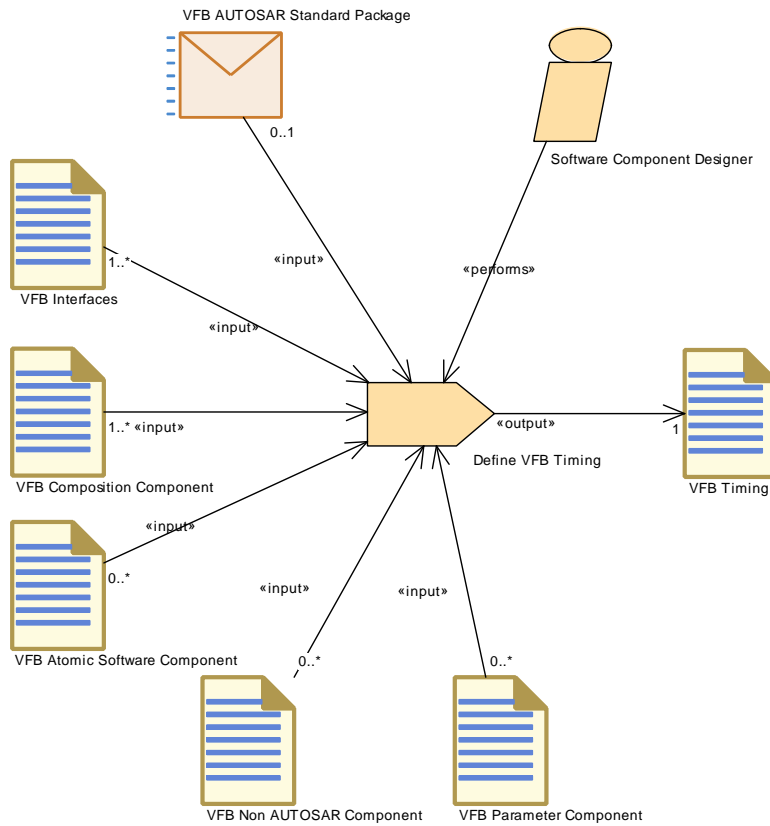 VFB AUTOSAR Standard Package
0..1
Software Component Designer
«input»
«performs»
1..*
VFB Interfaces
«input»
1..*
«input»
«output»
1
VFB Composition Component
Define VFB Timing
VFB Timing
«input»
0..*
«input»
«input»
VFB Atomic Software Component
0..*
0..*
VFB Non AUTOSAR Component
VFB Parameter Component